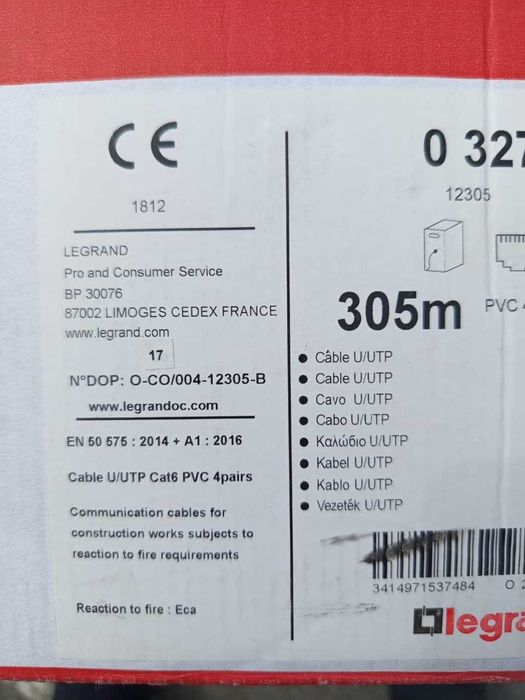 CE
1812
LEGRAND
Pro and Consumer Service
BP 30076
87002 LIMOGES CEDEX FRANCE
www.legrand.com
17
N°DOP: O-CO/004-12305-B
www.legrandoc.com
EN 50 575 : 2014 + A1 : 2016
Cable U/UTP Cat6 PVC 4pairs
Communication cables for
construction works subjects to
reaction to fire requirements
Reaction to fire : Eca
0 327
12305
305m
PVC 4
Câble U/UTP
Cable U/UTP
Cavo U/UTP
Cabo U/UTP
Καλώδιο U/UTP
Kabel U/UTP
Kablo U/UTP
Vezeték U/UTP
3414971537484
legra